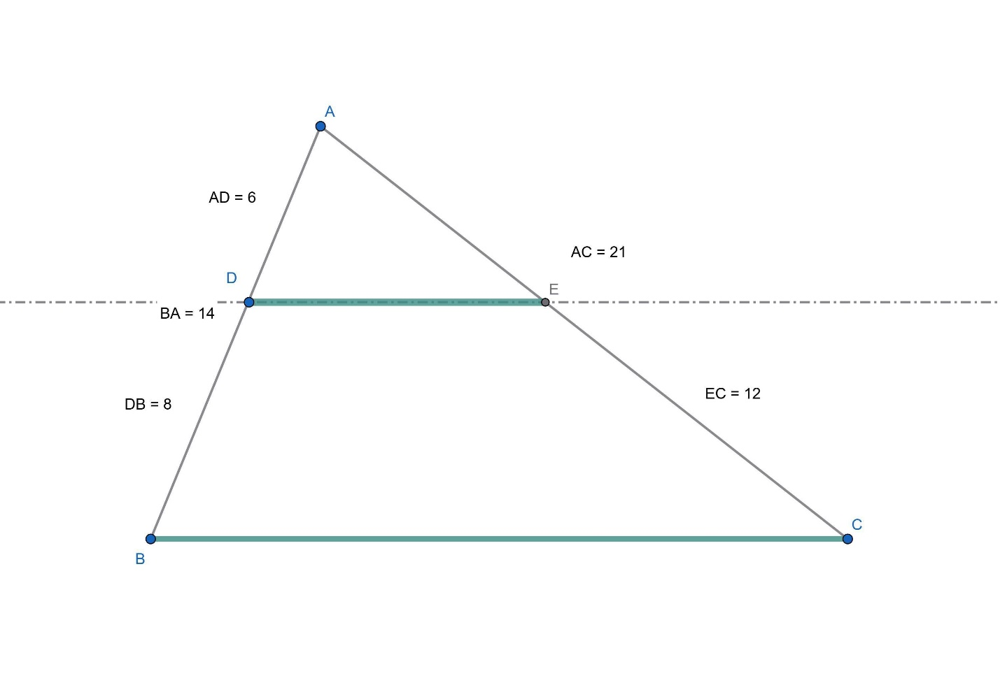 A
AD = 6
AC = 21
D
E
BA = 14
EC = 12
DB = 8
C
B